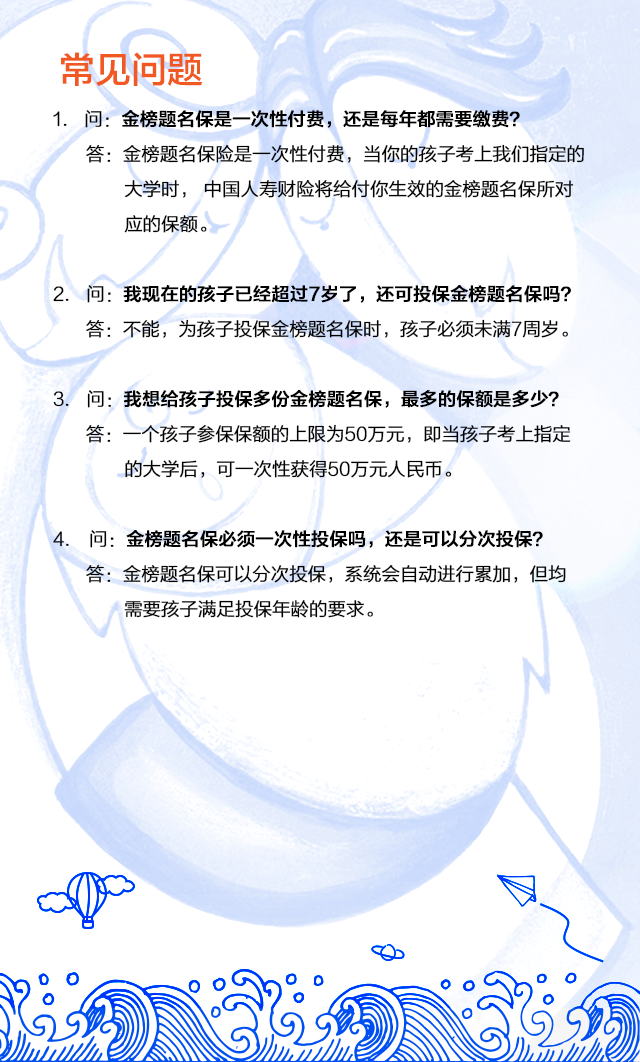 常见问题
1. 问：金榜题名保是一次性付费，还是每年都需要缴费?
答：金榜题名保险是一次性付费，当你的孩子考上我们指定的
大学时， 中国人寿财险将给付你生效的金榜题名保所对
应的保额。
2. 问：我现在的孩子已经超过7岁了，还可投保金榜题名保吗?
答：不能，为孩子投保金榜题名保时，孩子必须未满7周岁。
3. 问：我想给孩子投保多份金榜题名保，最多的保额是多少?
答：一个孩子参保保额的上限为50万元，即当孩子考上指定
的大学后，可一次性获得50万元人民币。
4. 问：金榜题名保必须一次性投保吗，还是可以分次投保?
答：金榜题名保可以分次投保，系统会自动进行累加，但均
需要孩子满足投保年龄的要求。